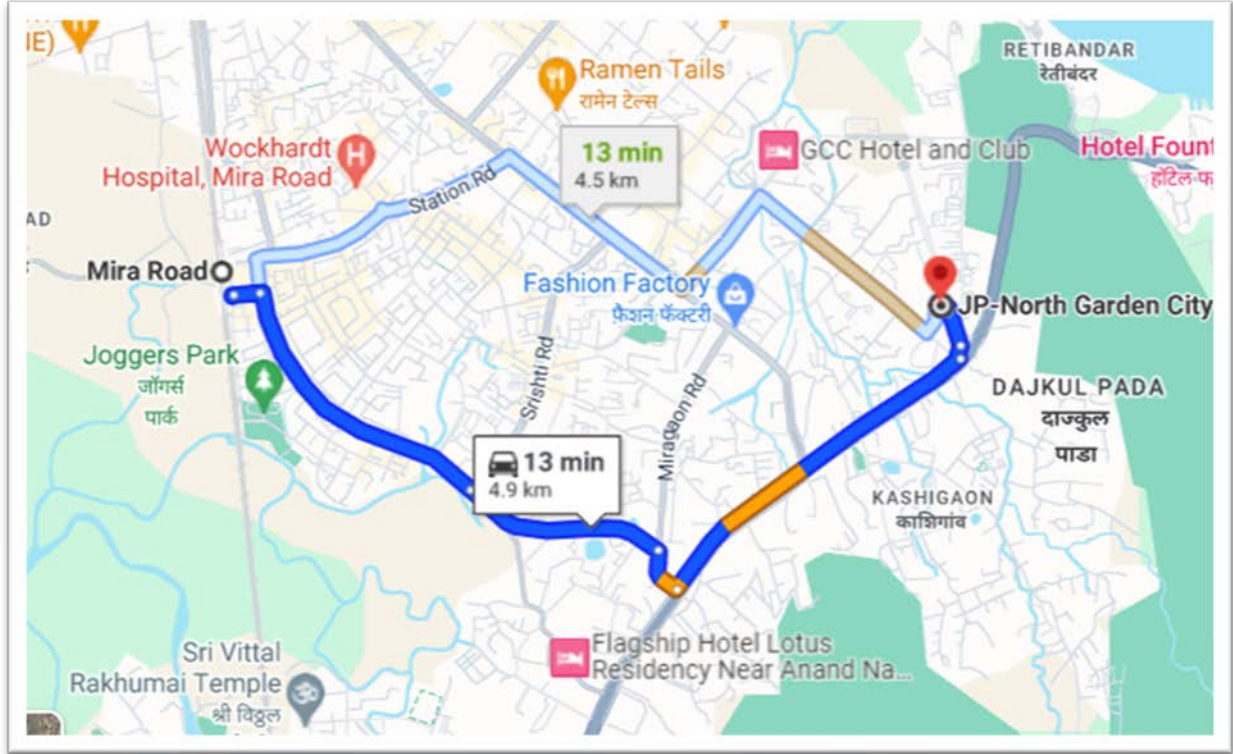 NE)
RETIBANDAR
रेतीबंदर
Ramen Tails
रामेन टेल्स
Wockhardt
Hospital, Mira Road
13 min
4.5 km
GCC Hotel and Club
Hotel Fount
हॉटेल फ
Station Rd
AD
Mira Road
Fashion Factory
फ़ैशन फॅक्टरी
JP-North Garden City
Joggers Park
जॉगर्स
पार्क
Srishti Rd
Miragaon Rd
DAJKUL PADA
दाज्कुल
पाडा
13 min
4.9 km
KASHIGAON
काशिगांव
Flagship Hotel Lotus
Residency Near Anand Na...
Sri Vittal
Rakhumai Temple
श्री विठ्ठल